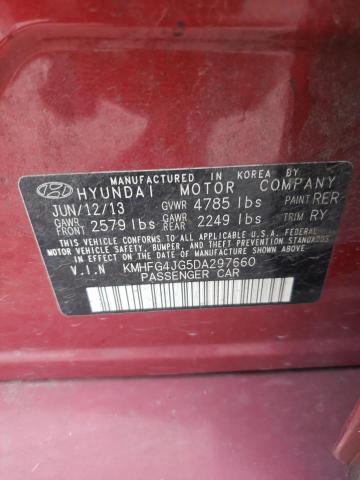 MANUFACTURED IN KOREA BY
HYUNDAI MOTOR COMPANY
JUN/12/13 GVWR 4785 lbs PAINT RER
GAWR FRONT 2579 lbs GAWR REAR 2249 lbs TRIM RY
THIS VEHICLE CONFORMS TO ALL APPLICABLE U.S.A. FEDERAL
MOTOR VEHICLE SAFETY, BUMPER, AND THEFT PREVENTION STANDARDS
IN EFFECT ON THE DATE OF MANUFACTURE SHOWN ABOVE.
V.I.N KMHFG4JG5DA297660
PASSENGER CAR